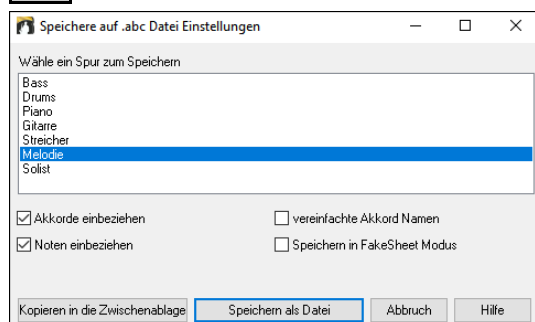 Speichere auf .abc Datei Einstellungen
Wähle ein Spur zum Speichern
Bass
Drums
Piano
Gitarre
Streicher
Melodie
Solist
Akkorde einbeziehen
vereinfachte Akkord Namen
Noten einbeziehen
Speichern in FakeSheet Modus
Kopieren in die Zwischenablage
Speichern als Datei
Abbruch
Hilfe